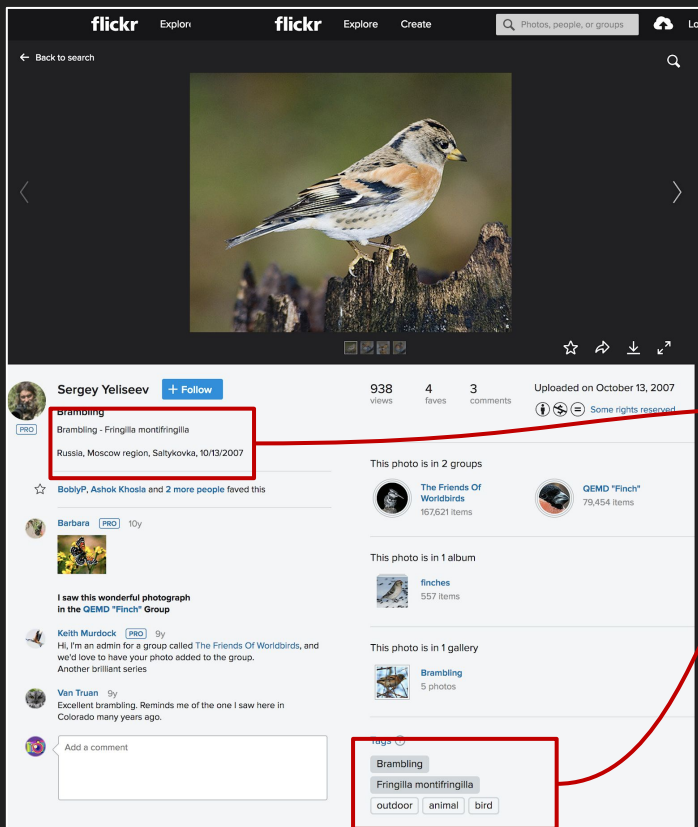 flickr Explore flickr Explore Create Photos, people, or groups
Back to search
Sergey Yeliseev + Follow
PRO
Brambling
Brambling - Fringilla montifringilla
Russia, Moscow region, Saltykovka, 10/13/2007
BoblyP, Ashok Khosla and 2 more people faved this
Barbara PRO 10y
I saw this wonderful photograph
in the QEMD "Finch" Group
Keith Murdock PRO 9y
Hi, I'm an admin for a group called The Friends Of Worldbirds, and
we'd love to have your photo added to the group.
Another brilliant series
Van Truan 9y
Excellent brambling. Reminds me of the one I saw here in
Colorado many years ago.
Add a comment
938 4 3
views faves comments
Uploaded on October 13, 2007
Some rights reserved
This photo is in 2 groups
The Friends Of
Worldbirds
167,621 items
QEMD "Finch"
79,454 items
This photo is in 1 album
finches
557 items
This photo is in 1 gallery
Brambling
5 photos
Tags
Brambling
Fringilla montifringilla
outdoor animal bird